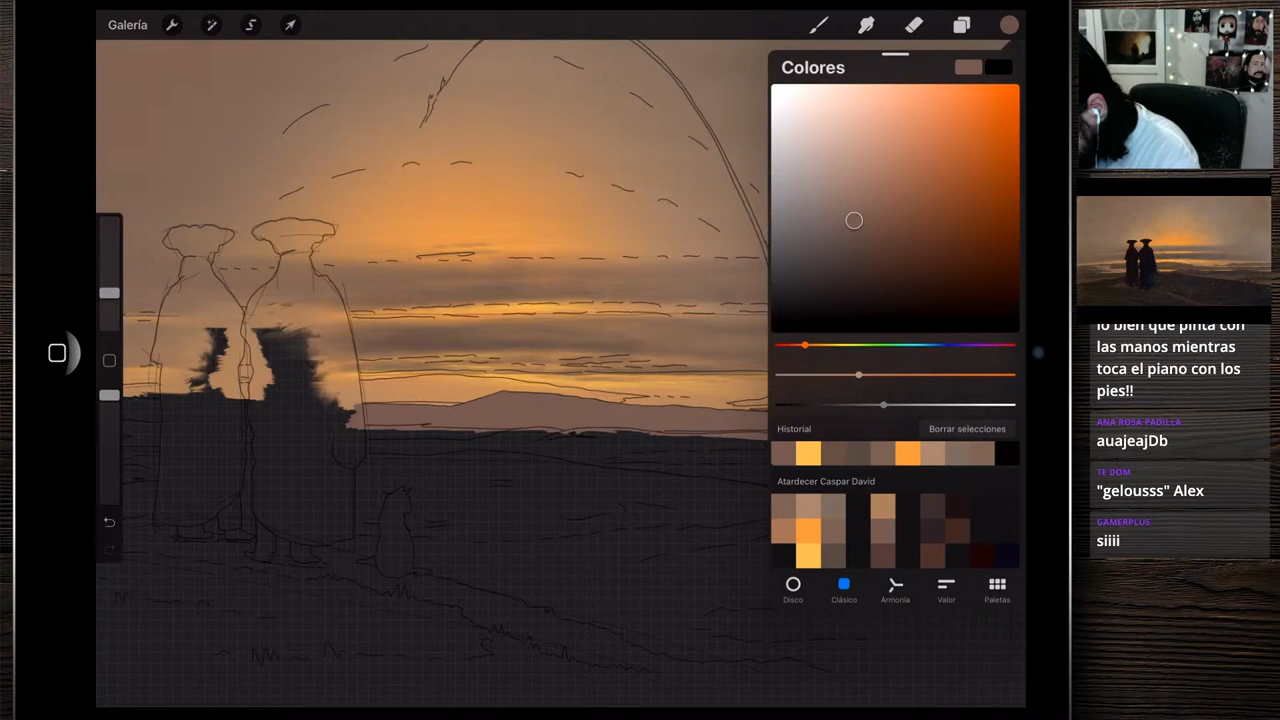 Galería
Colores
Historial
Borrar selecciones
Atardecer Caspar David
Disco
Clásico
Armonía
Valor
Paletas
lo bien que pinta con
las manos mientras
toca el piano con los
pies!!
ANA ROSA PADILLA
auajeajDb
TE DOM
"gelousss" Alex
GAMERPLUS
siiii